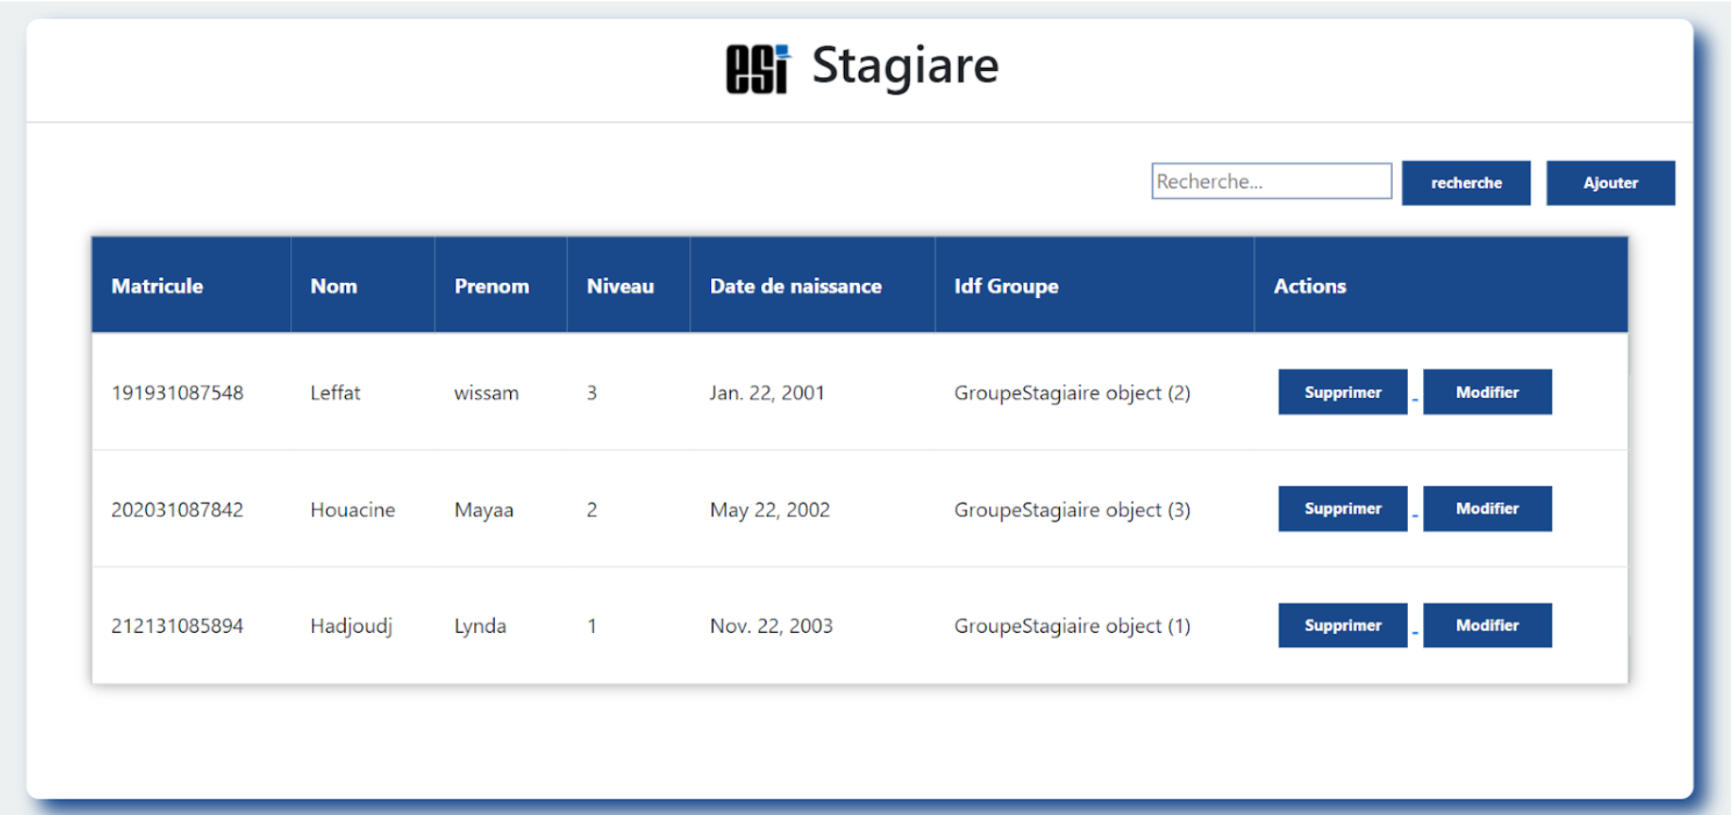 esi Stagiare
Recherche... recherche Ajouter
Matricule Nom Prenom Niveau Date de naissance Idf Groupe Actions
191931087548 Leffat wissam 3 Jan. 22, 2001 GroupeStagiaire object (2) Supprimer - Modifier
202031087842 Houacine Mayaa 2 May 22, 2002 GroupeStagiaire object (3) Supprimer - Modifier
212131085894 Hadjoudj Lynda 1 Nov. 22, 2003 GroupeStagiaire object (1) Supprimer - Modifier